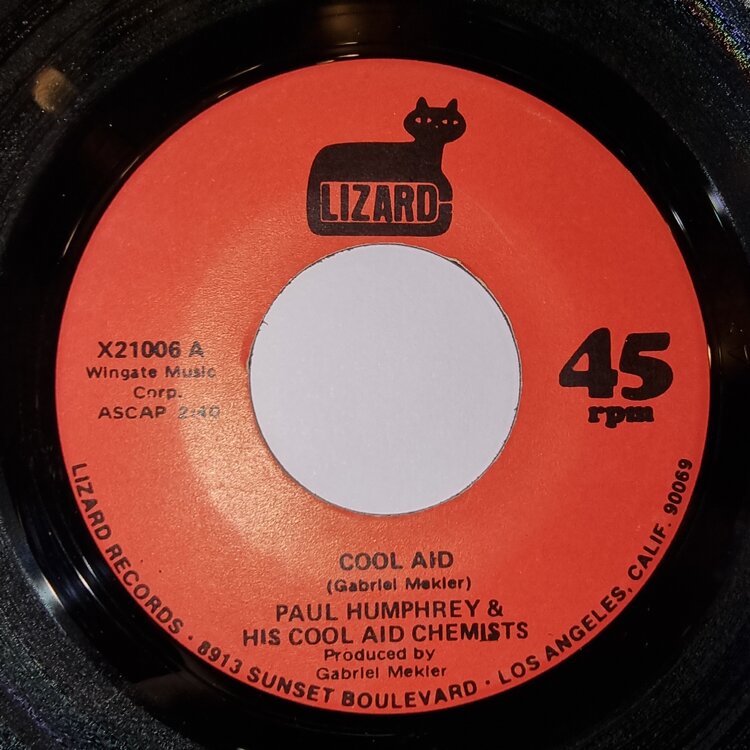 LIZARD
X21006 A
Wingate Music
Corp.
ASCAP 2:40
45
rpm
COOL AID
(Gabriel Mekler)
PAUL HUMPHREY &
HIS COOL AID CHEMISTS
Produced by
Gabriel Mekler
LIZARD RECORDS · 8913 SUNSET BOULEVARD · LOS ANGELES, CALIF. 90069